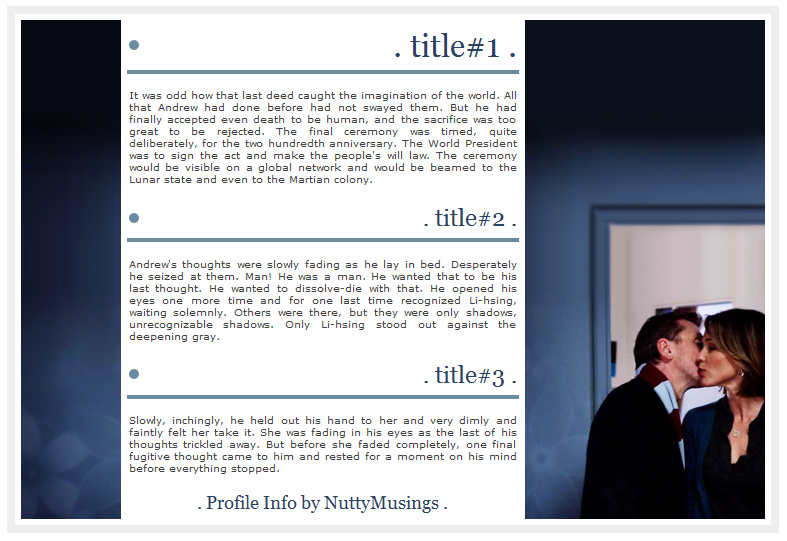 . title#1 .
It was odd how that last deed caught the imagination of the world. All
that Andrew had done before had not swayed them. But he had
finally accepted even death to be human, and the sacrifice was too
great to be rejected. The final ceremony was timed, quite
deliberately, for the two hundredth anniversary. The World President
was to sign the act and make the people's will law. The ceremony
would be visible on a global network and would be beamed to the
Lunar state and even to the Martian colony.
. title#2 .
Andrew's thoughts were slowly fading as he lay in bed. Desperately
he seized at them. Man! He was a man. He wanted that to be his
last thought. He wanted to dissolve-die with that. He opened his
eyes one more time and for one last time recognized Li-hsing,
waiting solemnly. Others were there, but they were only shadows,
unrecognizable shadows. Only Li-hsing stood out against the
deepening gray.
. title#3 .
Slowly, inchingly, he held out his hand to her and very dimly and
faintly felt her take it. She was fading in his eyes as the last of his
thoughts trickled away. But before she faded completely, one final
fugitive thought came to him and rested for a moment on his mind
before everything stopped.
. Profile Info by NuttyMusings .